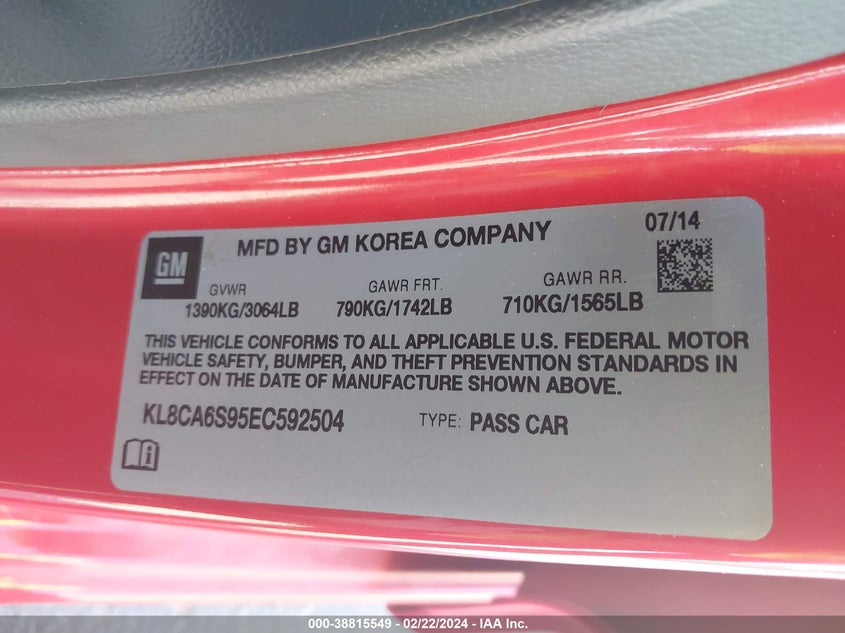 GM
MFD BY GM KOREA COMPANY
07/14
GVWR
GAWR FRT.
GAWR RR.
1390KG/3064LB
790KG/1742LB
710KG/1565LB
THIS VEHICLE CONFORMS TO ALL APPLICABLE U.S. FEDERAL MOTOR
VEHICLE SAFETY, BUMPER, AND THEFT PREVENTION STANDARDS IN
EFFECT ON THE DATE OF MANUFACTURE SHOWN ABOVE.
KL8CA6S95EC592504
TYPE: PASS CAR
000-38815549 - 02/22/2024 - IAA Inc.